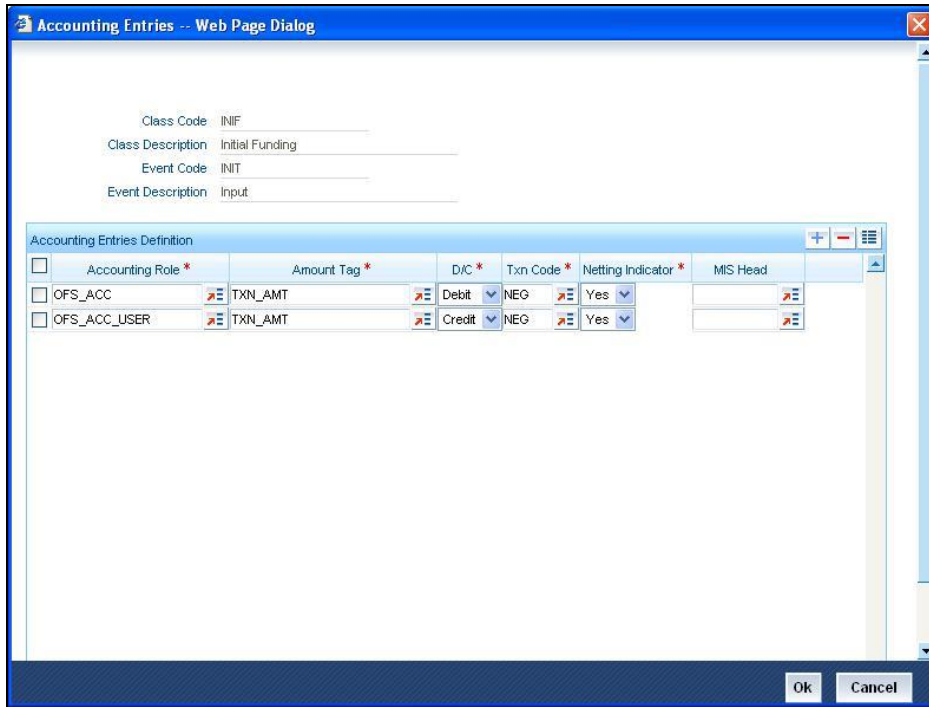 Accounting Entries -- Web Page Dialog
Class Code INIF
Class Description Initial Funding
Event Code INIT
Event Description Input
Accounting Entries Definition
Accounting Role * Amount Tag * D/C * Txn Code * Netting Indicator * MIS Head
OFS_ACC TXN_AMT Debit NEG Yes
OFS_ACC_USER TXN_AMT Credit NEG Yes
Ok Cancel